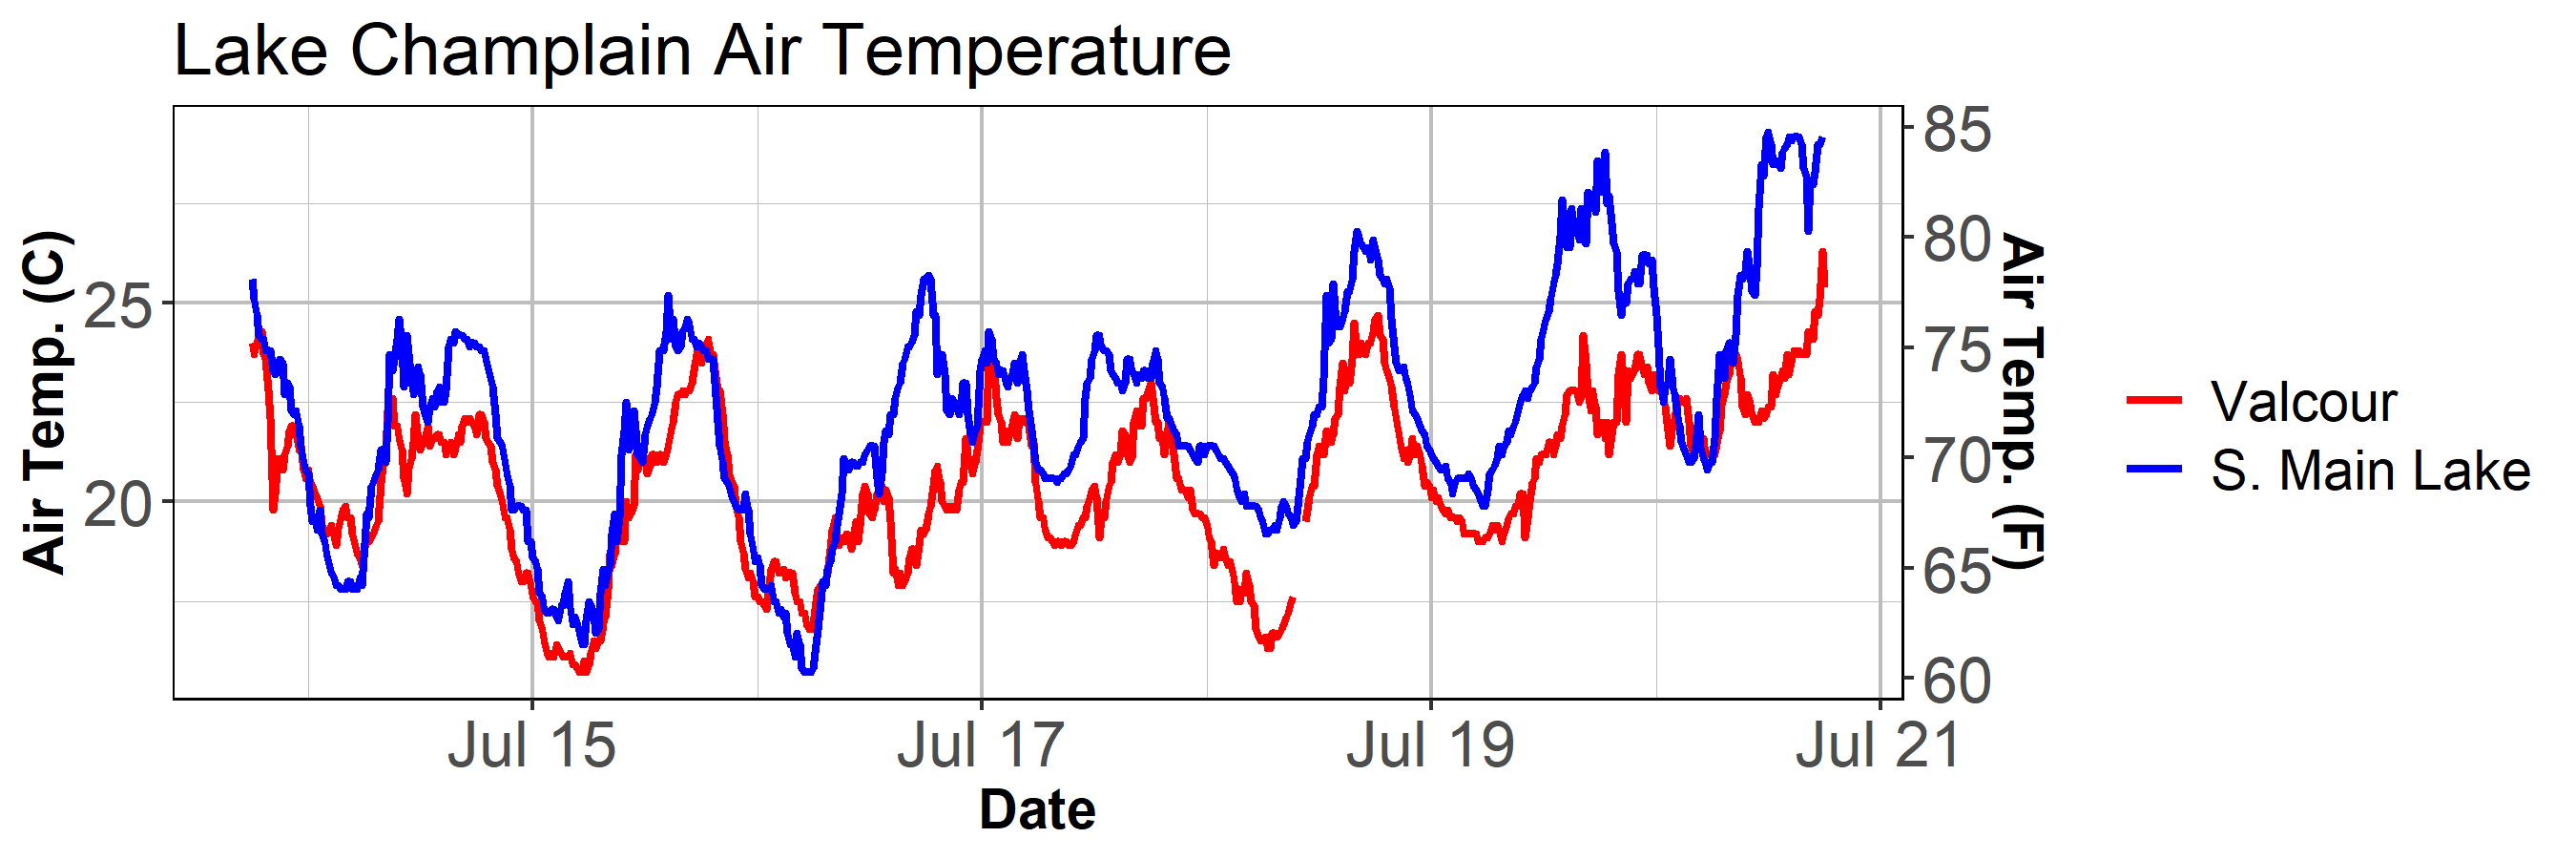 Lake Champlain Air Temperature
Air Temp. (C)
25
20
85
80
75
70
65
60
Air Temp. (F)
Valcour
S. Main Lake
Jul 15
Jul 17
Jul 19
Jul 21
Date